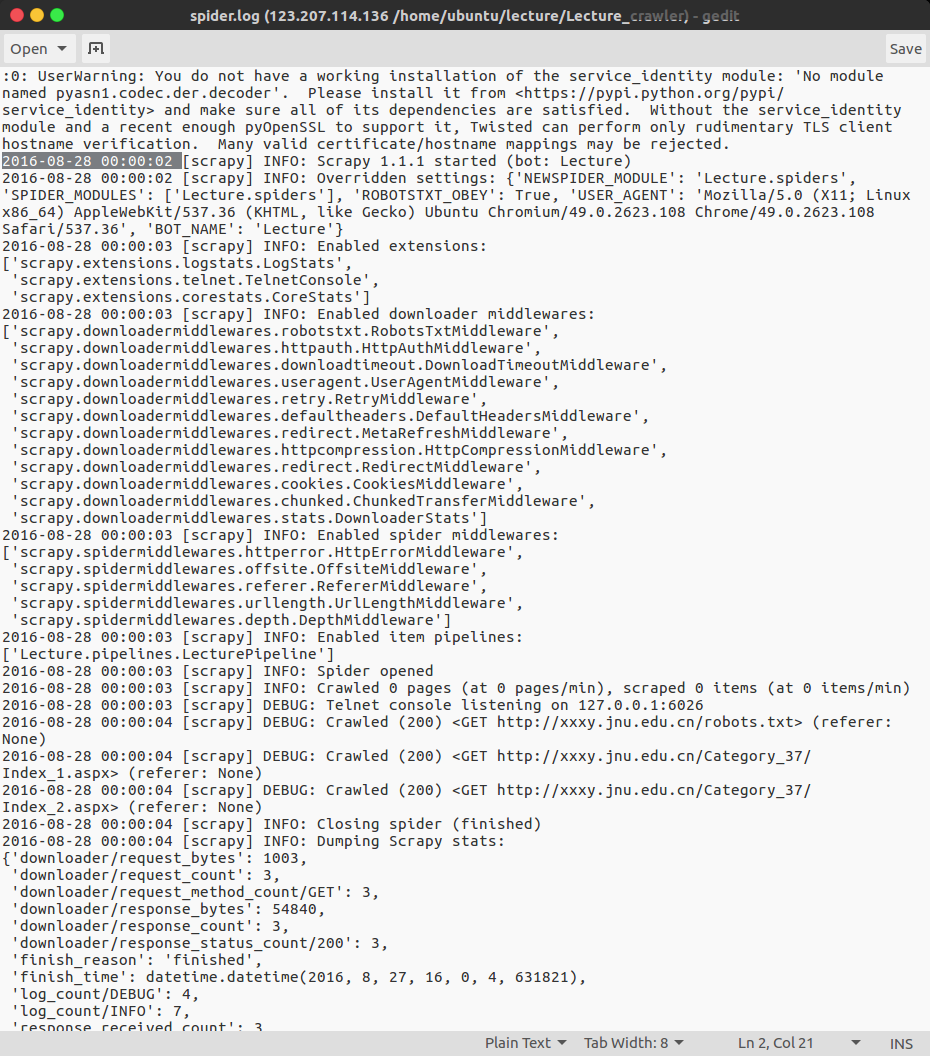 spider.log (123.207.114.136 /home/ubuntu/lecture/Lecture_crawler) - gedit
Open
Save
:0: UserWarning: You do not have a working installation of the service_identity module: 'No module
named pyasn1.codec.der.decoder'.  Please install it from <https://pypi.python.org/pypi/
service_identity> and make sure all of its dependencies are satisfied.  Without the service_identity
module and a recent enough pyOpenSSL to support it, Twisted can perform only rudimentary TLS client
hostname verification.  Many valid certificate/hostname mappings may be rejected.
2016-08-28 00:00:02 [scrapy] INFO: Scrapy 1.1.1 started (bot: Lecture)
2016-08-28 00:00:02 [scrapy] INFO: Overridden settings: {'NEWSPIDER_MODULE': 'Lecture.spiders',
'SPIDER_MODULES': ['Lecture.spiders'], 'ROBOTSTXT_OBEY': True, 'USER_AGENT': 'Mozilla/5.0 (X11; Linux
x86_64) AppleWebKit/537.36 (KHTML, like Gecko) Ubuntu Chromium/49.0.2623.108 Chrome/49.0.2623.108
Safari/537.36', 'BOT_NAME': 'Lecture'}
2016-08-28 00:00:03 [scrapy] INFO: Enabled extensions:
['scrapy.extensions.logstats.LogStats',
 'scrapy.extensions.telnet.TelnetConsole',
 'scrapy.extensions.corestats.CoreStats']
2016-08-28 00:00:03 [scrapy] INFO: Enabled downloader middlewares:
['scrapy.downloadermiddlewares.robotstxt.RobotsTxtMiddleware',
 'scrapy.downloadermiddlewares.httpauth.HttpAuthMiddleware',
 'scrapy.downloadermiddlewares.downloadtimeout.DownloadTimeoutMiddleware',
 'scrapy.downloadermiddlewares.useragent.UserAgentMiddleware',
 'scrapy.downloadermiddlewares.retry.RetryMiddleware',
 'scrapy.downloadermiddlewares.defaultheaders.DefaultHeadersMiddleware',
 'scrapy.downloadermiddlewares.redirect.MetaRefreshMiddleware',
 'scrapy.downloadermiddlewares.httpcompression.HttpCompressionMiddleware',
 'scrapy.downloadermiddlewares.redirect.RedirectMiddleware',
 'scrapy.downloadermiddlewares.cookies.CookiesMiddleware',
 'scrapy.downloadermiddlewares.chunked.ChunkedTransferMiddleware',
 'scrapy.downloadermiddlewares.stats.DownloaderStats']
2016-08-28 00:00:03 [scrapy] INFO: Enabled spider middlewares:
['scrapy.spidermiddlewares.httperror.HttpErrorMiddleware',
 'scrapy.spidermiddlewares.offsite.OffsiteMiddleware',
 'scrapy.spidermiddlewares.referer.RefererMiddleware',
 'scrapy.spidermiddlewares.urllength.UrlLengthMiddleware',
 'scrapy.spidermiddlewares.depth.DepthMiddleware']
2016-08-28 00:00:03 [scrapy] INFO: Enabled item pipelines:
['Lecture.pipelines.LecturePipeline']
2016-08-28 00:00:03 [scrapy] INFO: Spider opened
2016-08-28 00:00:03 [scrapy] INFO: Crawled 0 pages (at 0 pages/min), scraped 0 items (at 0 items/min)
2016-08-28 00:00:03 [scrapy] DEBUG: Telnet console listening on 127.0.0.1:6026
2016-08-28 00:00:04 [scrapy] DEBUG: Crawled (200) <GET http://xxxy.jnu.edu.cn/robots.txt> (referer:
None)
2016-08-28 00:00:04 [scrapy] DEBUG: Crawled (200) <GET http://xxxy.jnu.edu.cn/Category_37/
Index_1.aspx> (referer: None)
2016-08-28 00:00:04 [scrapy] DEBUG: Crawled (200) <GET http://xxxy.jnu.edu.cn/Category_37/
Index_2.aspx> (referer: None)
2016-08-28 00:00:04 [scrapy] INFO: Closing spider (finished)
2016-08-28 00:00:04 [scrapy] INFO: Dumping Scrapy stats:
{'downloader/request_bytes': 1003,
 'downloader/request_count': 3,
 'downloader/request_method_count/GET': 3,
 'downloader/response_bytes': 54840,
 'downloader/response_count': 3,
 'downloader/response_status_count/200': 3,
 'finish_reason': 'finished',
 'finish_time': datetime.datetime(2016, 8, 27, 16, 0, 4, 631821),
 'log_count/DEBUG': 4,
 'log_count/INFO': 7,
 'response_received_count': 3
Plain Text
Tab Width: 8
Ln 2, Col 21
INS